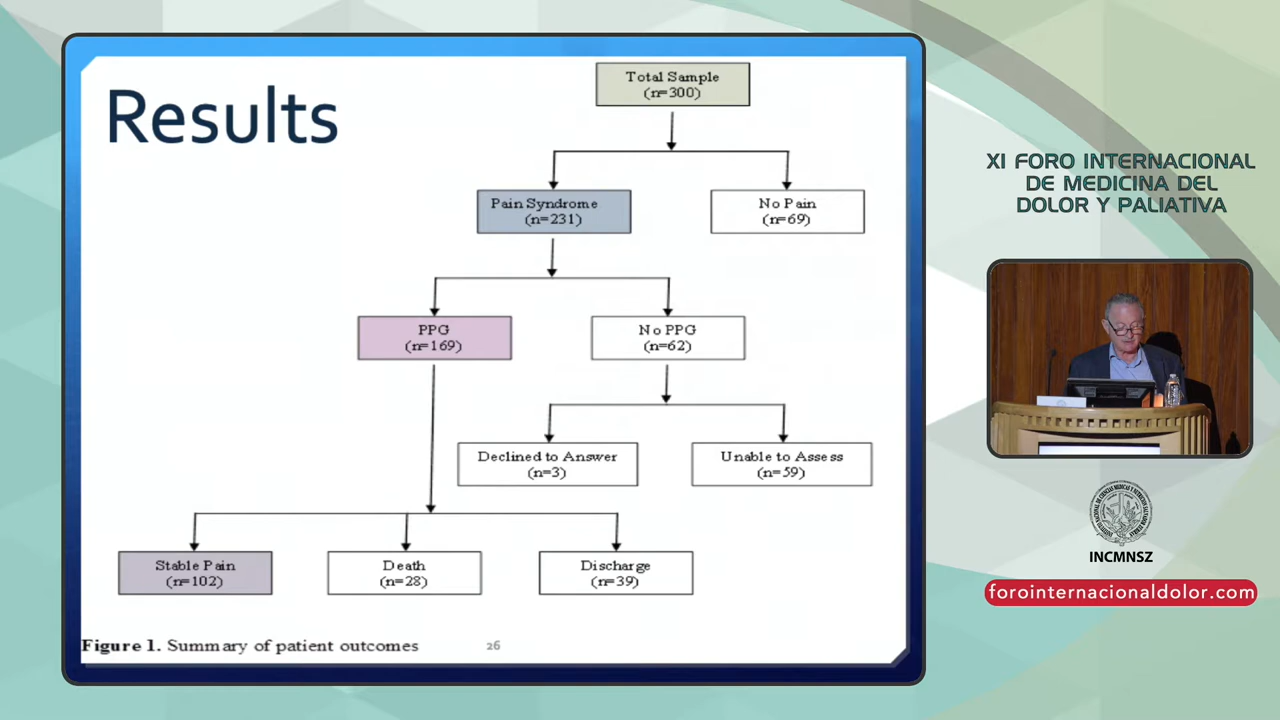 Results
Total Sample
(n=300)
Pain Syndrome
(n=231)
No Pain
(n=69)
PPG
(n=169)
No PPG
(n=62)
Declined to Answer
(n=3)
Unable to Assess
(n=59)
Stable Pain
(n=102)
Death
(n=28)
Discharge
(n=39)
Figure 1. Summary of patient outcomes
26
XI FORO INTERNACIONAL
DE MEDICINA DEL
DOLOR Y PALIATIVA
INCMNSZ
forointernacionaldolor.com